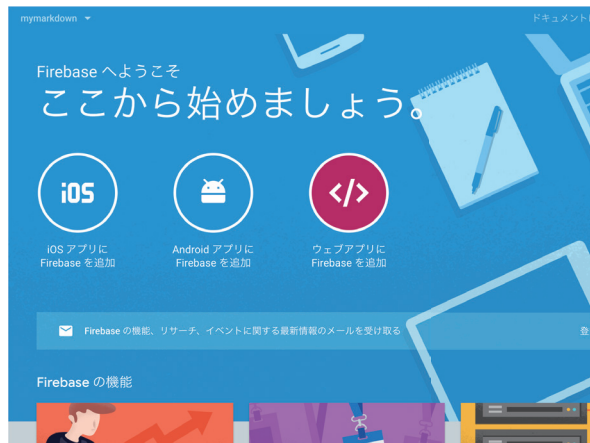 mymarkdown
ドキュメント
Firebase へようこそ
ここから始めましょう。
iOS
</>
iOS アプリに
Firebase を追加
Android アプリに
Firebase を追加
ウェブアプリに
Firebase を追加
Firebase の機能、リサーチ、イベントに関する最新情報のメールを受け取る
登
Firebase の機能